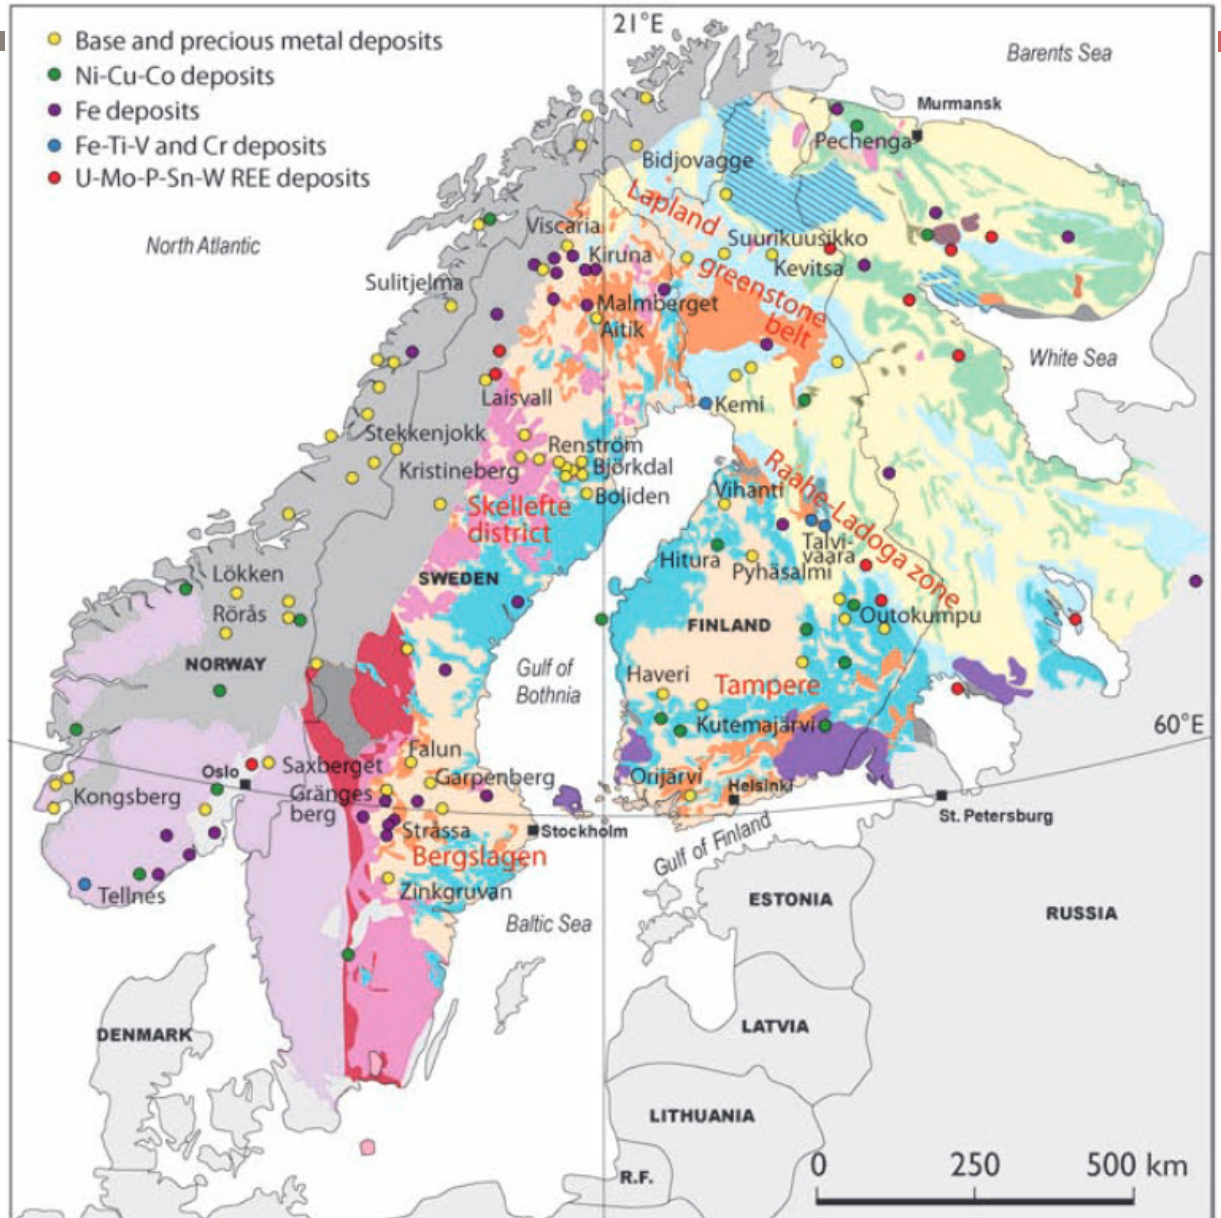 21°E
Base and precious metal deposits
Ni-Cu-Co deposits
Fe deposits
Fe-Ti-V and Cr deposits
U-Mo-P-Sn-W REE deposits
Barents Sea
Murmansk
Pechenga
Bidjovagge
Lapland
greenstone
belt
North Atlantic
Viscaria
Kiruna
Suurikuusikko
Kevitsa
Sulitjelma
Malmberget
Aitik
White Sea
Laisvall
Kemi
Stekkenjokk
Renström
Kristineberg
Björkdal
Boliden
Skellefte
district
Raahe-Ladoga zone
Vihanti
Talvi-
vaara
Hitura
Pyhäsalmi
Lökken
Rörås
SWEDEN
Outokumpu
FINLAND
NORWAY
Gulf of
Bothnia
Haveri
Tampere
Kutemajärvi
60°E
Falun
Oslo
Saxberget
Garpenberg
Orijärvi
Helsinki
Kongsberg
Gränges
berg
Stråssa
Stockholm
St. Petersburg
Bergslagen
Gulf of Finland
Tellnes
Zinkgruvan
Baltic Sea
ESTONIA
RUSSIA
DENMARK
LATVIA
LITHUANIA
R.F.
0 250 500 km